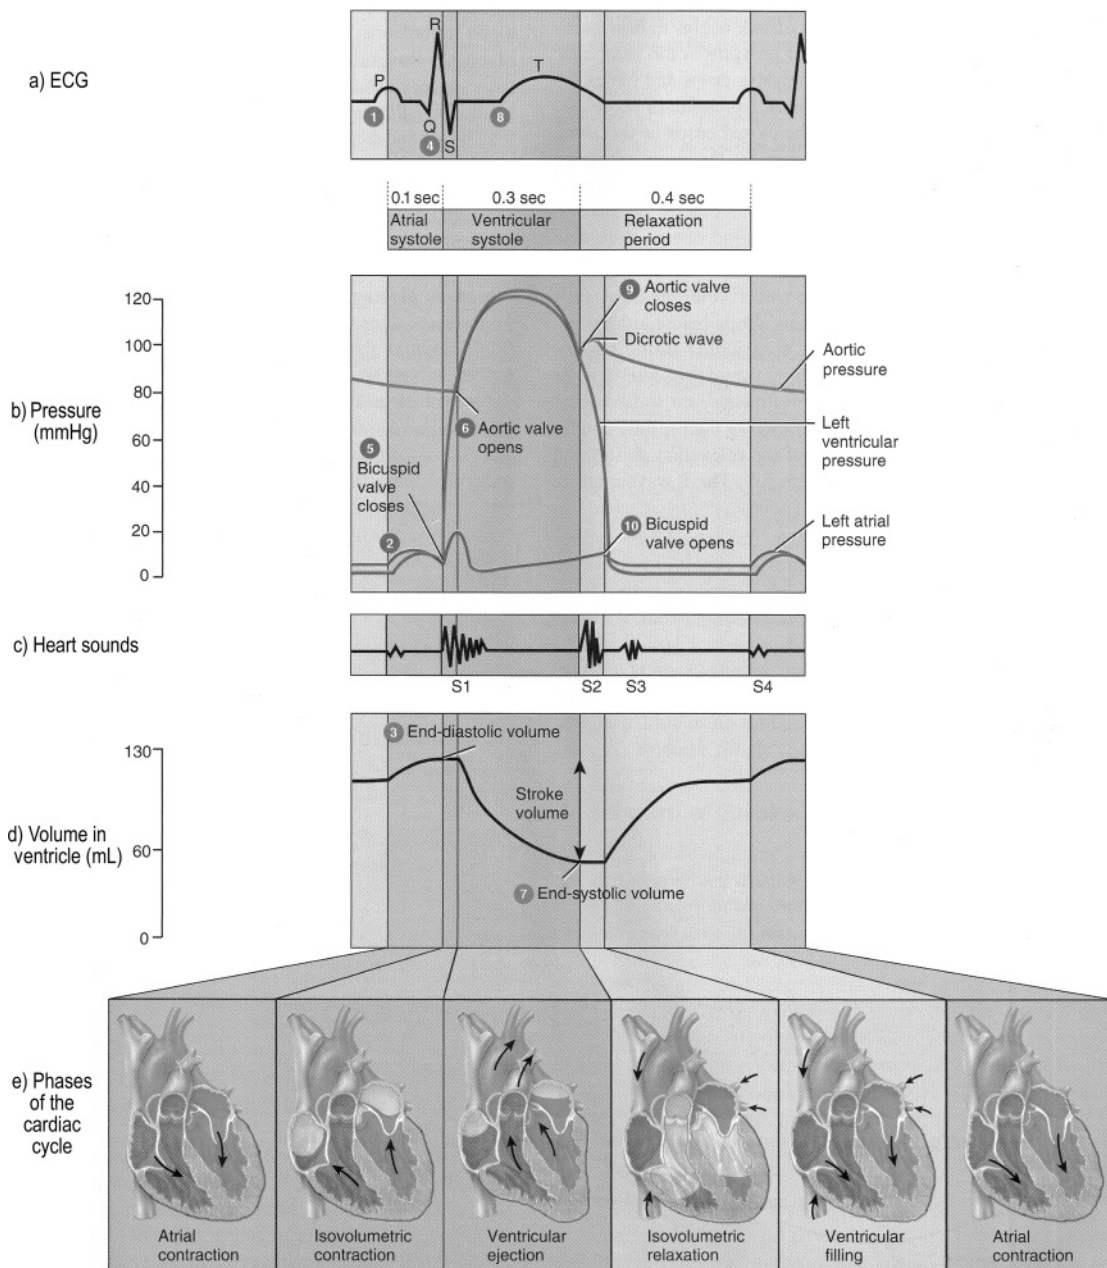 a) ECG
R
P
T
1
Q
4
S
8
0.1 sec
0.3 sec
0.4 sec
Atrial
systole
Ventricular
systole
Relaxation
period
b) Pressure
(mmHg)
120
100
80
60
40
20
0
9 Aortic valve
closes
Dicrotic wave
Aortic
pressure
6 Aortic valve
opens
Left
ventricular
pressure
5
Bicuspid
valve
closes
2
10 Bicuspid
valve opens
Left atrial
pressure
c) Heart sounds
S1
S2
S3
S4
d) Volume in
ventricle (mL)
130
60
0
3 End-diastolic volume
Stroke
volume
7 End-systolic volume
e) Phases
of the
cardiac
cycle
Atrial
contraction
Isovolumetric
contraction
Ventricular
ejection
Isovolumetric
relaxation
Ventricular
filling
Atrial
contraction